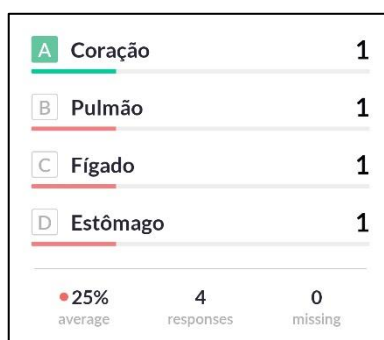 A Coração 1
B Pulmão 1
C Fígado 1
D Estômago 1
25% 4 0
average responses missing